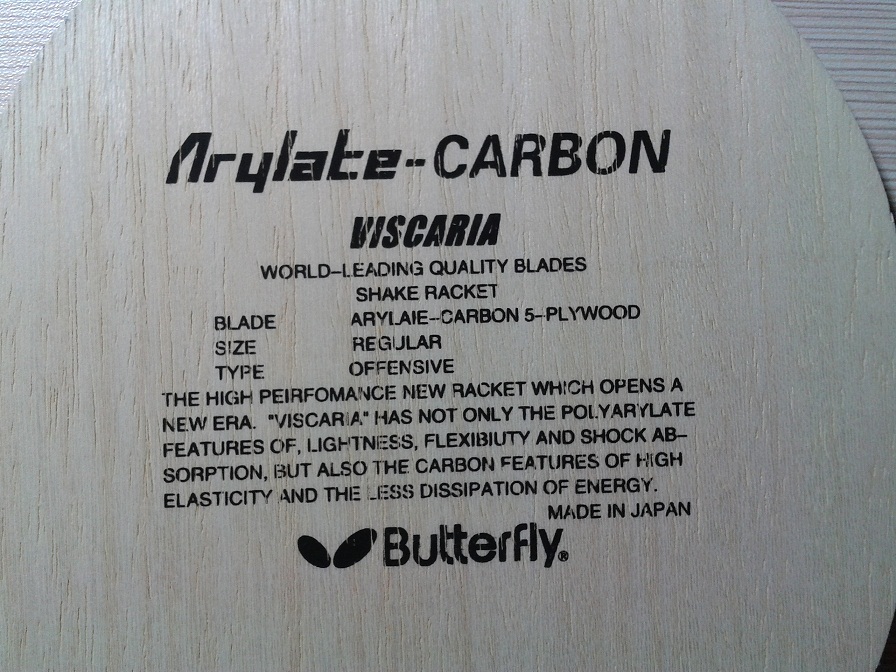 Arylate-CARBON
VISCARIA
WORLD-LEADING QUALITY BLADES
SHAKE RACKET
BLADE ARYLAIE-CARBON 5-PLYWOOD
SIZE REGULAR
TYPE OFFENSIVE
THE HIGH PEIRFOMANCE NEW RACKET WHICH OPENS A
NEW ERA. "VISCARIA" HAS NOT ONLY THE POLYARYLATE
FEATURES OF, LIGHTNESS, FLEXIBIUTY AND SHOCK AB-
SORPTION, BUT ALSO THE CARBON FEATURES OF HIGH
ELASTICITY AND THE LESS DISSIPATION OF ENERGY.
MADE IN JAPAN
Butterfly®